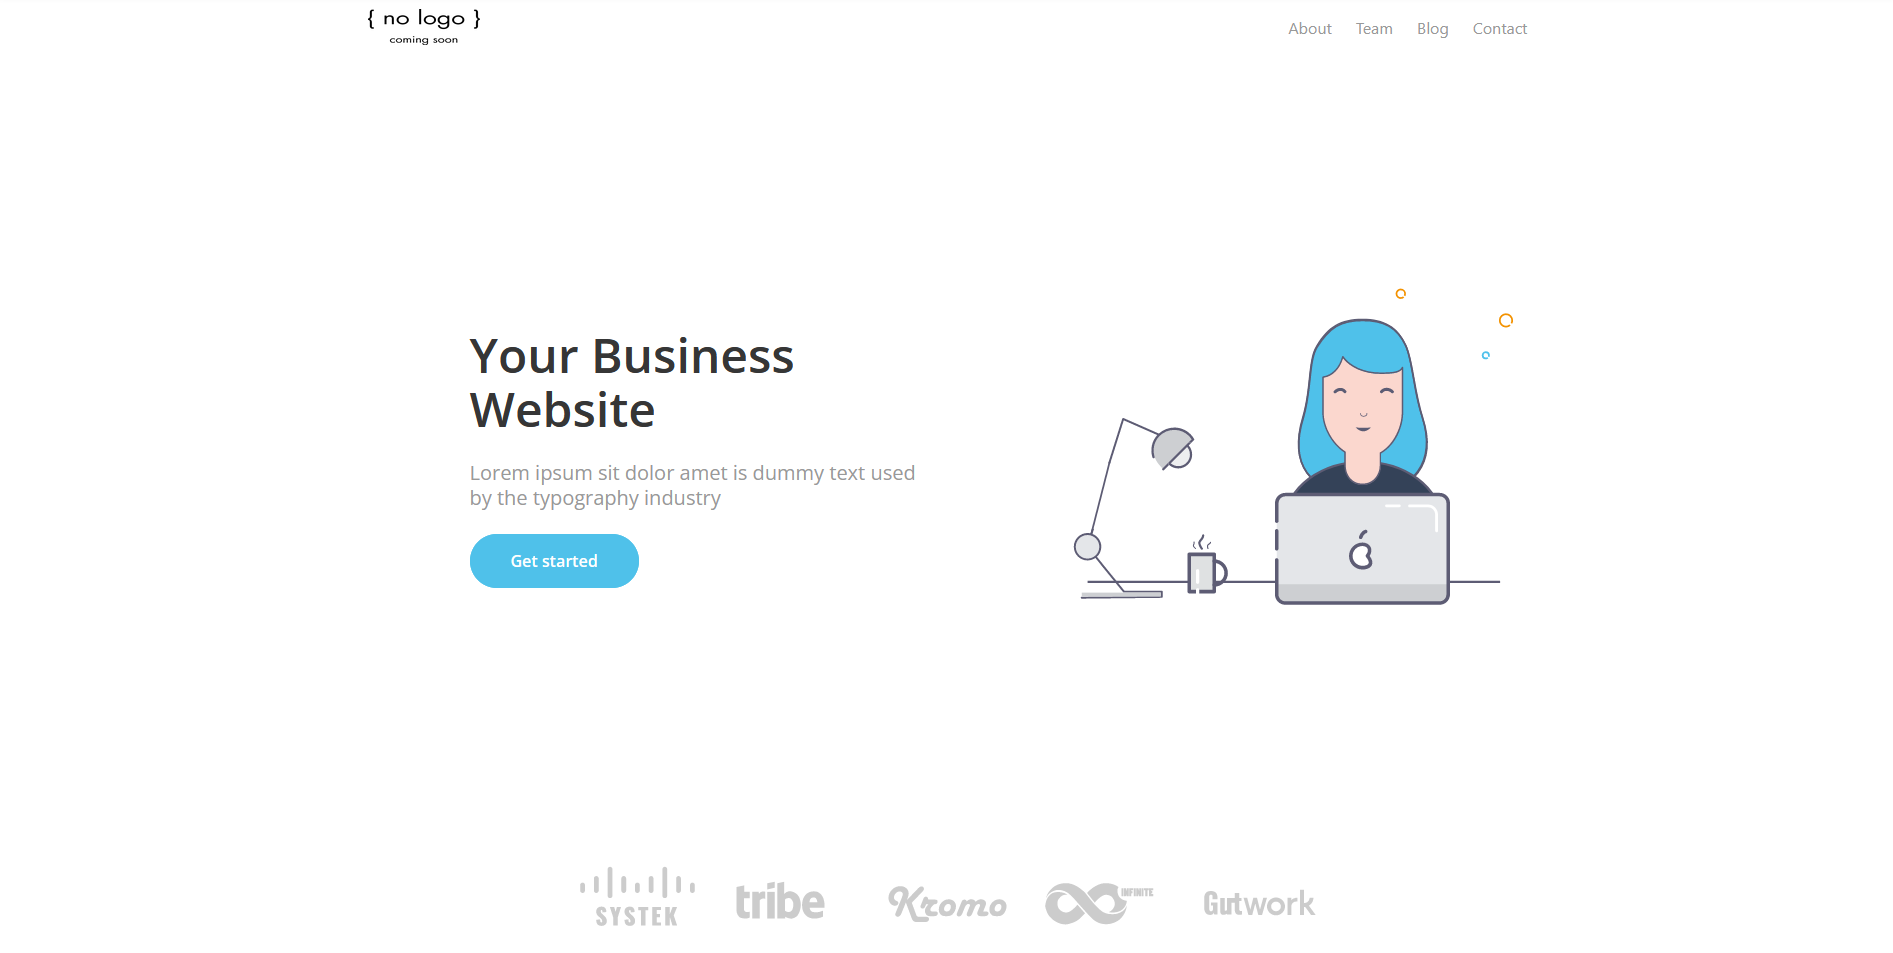 { no logo }
coming soon
About Team Blog Contact
Your Business
Website
Lorem ipsum sit dolor amet is dummy text used
by the typography industry
Get started
SYSTEK
tribe
Kromo
INFINITE
Gutwork